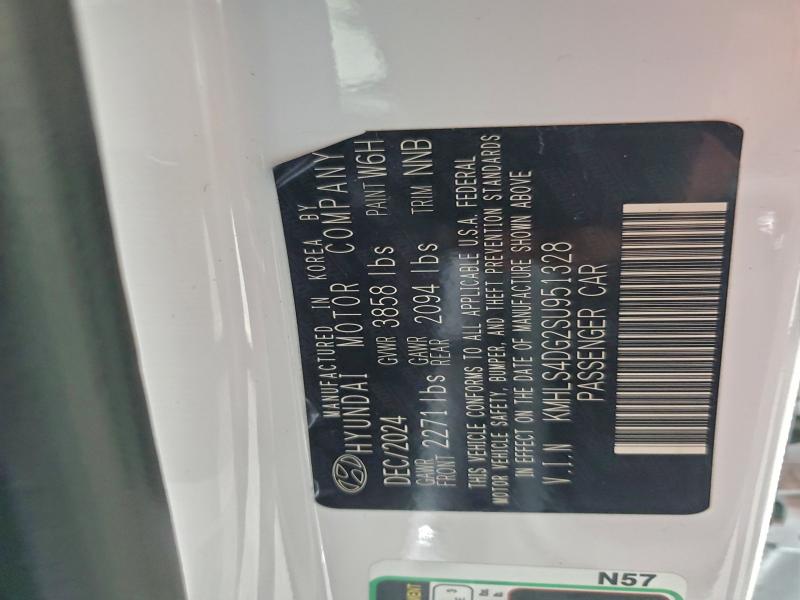 MANUFACTURED IN KOREA BY
HYUNDAI MOTOR COMPANY
DEC/2024 GVWR 3858 lbs PAINT W6H
GAWR FRONT 2271 lbs GAWR REAR 2094 lbs TRIM NNB
THIS VEHICLE CONFORMS TO ALL APPLICABLE U.S.A. FEDERAL
MOTOR VEHICLE SAFETY, BUMPER, AND THEFT PREVENTION STANDARDS
IN EFFECT ON THE DATE OF MANUFACTURE SHOWN ABOVE
V.I.N KMHLS4DG2SU951328
PASSENGER CAR
N57